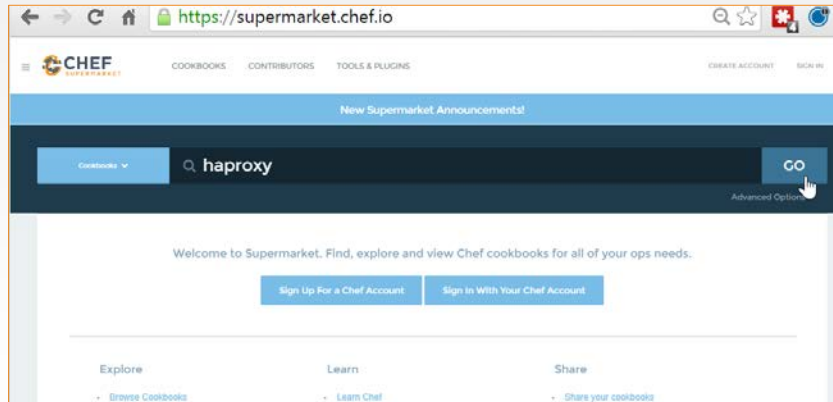 https://supermarket.chef.io
CHEF
SUPERMARKET
COOKBOOKS CONTRIBUTORS TOOLS & PLUGINS CREATE ACCOUNT SIGN IN
New Supermarket Announcements!
Cookbooks haproxy GO
Advanced Options
Welcome to Supermarket. Find, explore and view Chef cookbooks for all of your ops needs.
Sign Up For a Chef Account Sign In With Your Chef Account
Explore Learn Share
- Browse Cookbooks - Learn Chef - Share your cookbooks